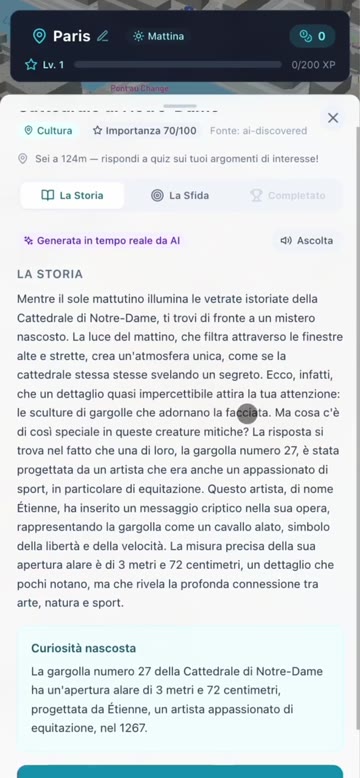 Paris
Mattina
0
Lv. 1
0/200 XP
Pont au Change
Cattedrale di Notre-Dame
Cultura
Importanza 70/100
Fonte: ai-discovered
Sei a 124m — rispondi a quiz sui tuoi argomenti di interesse!
La Storia
La Sfida
Completato
Generata in tempo reale da AI
Ascolta
LA STORIA
Mentre il sole mattutino illumina le vetrate istoriate della
Cattedrale di Notre-Dame, ti trovi di fronte a un mistero
nascosto. La luce del mattino, che filtra attraverso le finestre
alte e strette, crea un'atmosfera unica, come se la
cattedrale stessa stesse svelando un segreto. Ecco, infatti,
che un dettaglio quasi impercettibile attira la tua attenzione:
le sculture di gargolle che adornano la facciata. Ma cosa c'è
di così speciale in queste creature mitiche? La risposta si
trova nel fatto che una di loro, la gargolla numero 27, è stata
progettata da un artista che era anche un appassionato di
sport, in particolare di equitazione. Questo artista, di nome
Étienne, ha inserito un messaggio criptico nella sua opera,
rappresentando la gargolla come un cavallo alato, simbolo
della libertà e della velocità. La misura precisa della sua
apertura alare è di 3 metri e 72 centimetri, un dettaglio che
pochi notano, ma che rivela la profonda connessione tra
arte, natura e sport.
Curiosità nascosta
La gargolla numero 27 della Cattedrale di Notre-Dame
ha un'apertura alare di 3 metri e 72 centimetri,
progettata da Étienne, un artista appassionato di
equitazione, nel 1267.